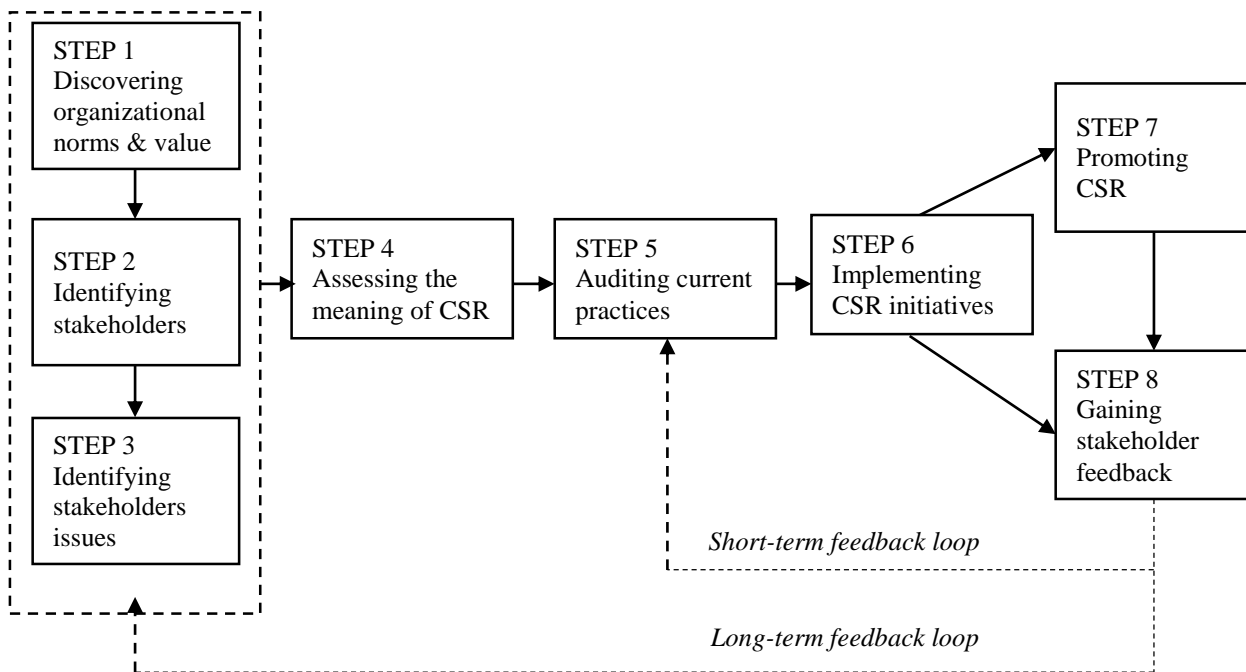 STEP 1
Discovering
organizational
norms & value
STEP 2
Identifying
stakeholders
STEP 3
Identifying
stakeholders
issues
STEP 4
Assessing the
meaning of CSR
STEP 5
Auditing current
practices
STEP 6
Implementing
CSR initiatives
STEP 7
Promoting
CSR
STEP 8
Gaining
stakeholder
feedback
Short-term feedback loop
Long-term feedback loop